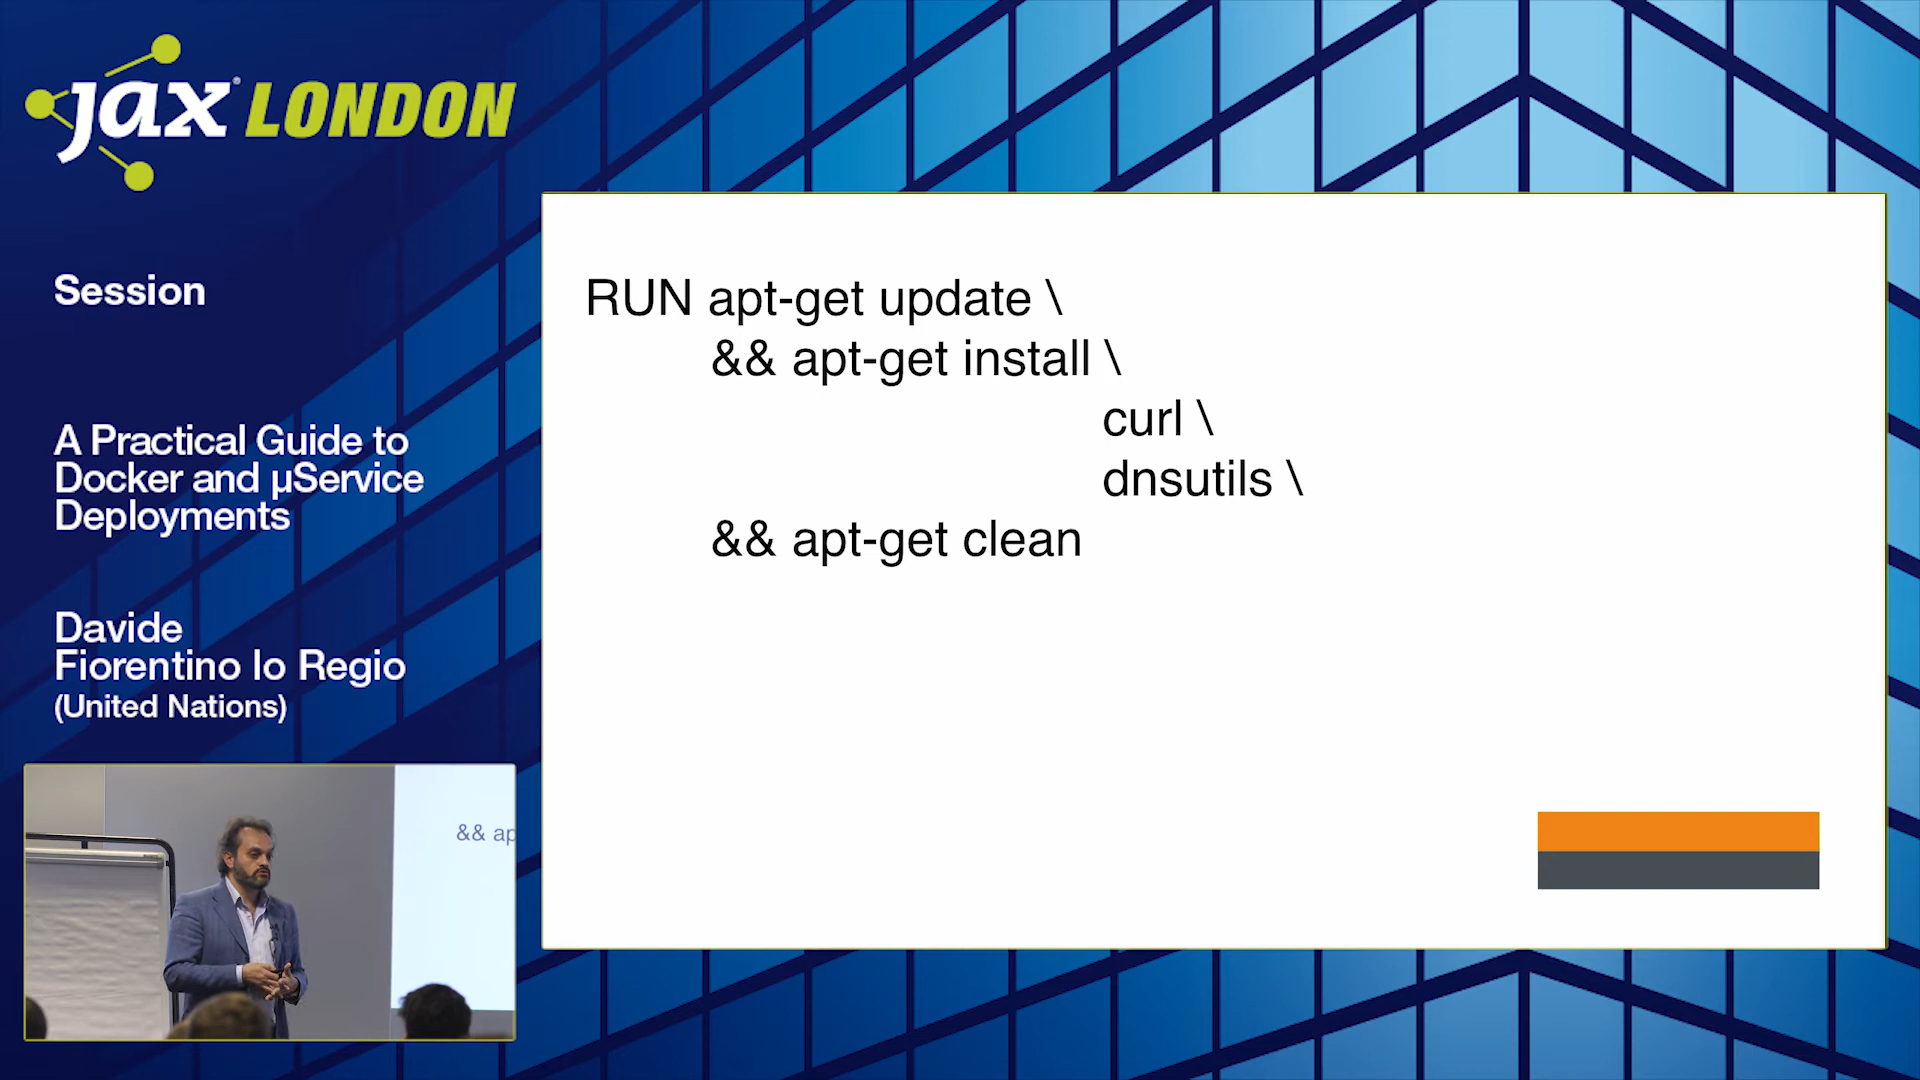 jax LONDON
Session
A Practical Guide to
Docker and µService
Deployments
Davide
Fiorentino lo Regio
(United Nations)
RUN apt-get update \
&& apt-get install \
curl \
dnsutils \
&& apt-get clean
&& ap